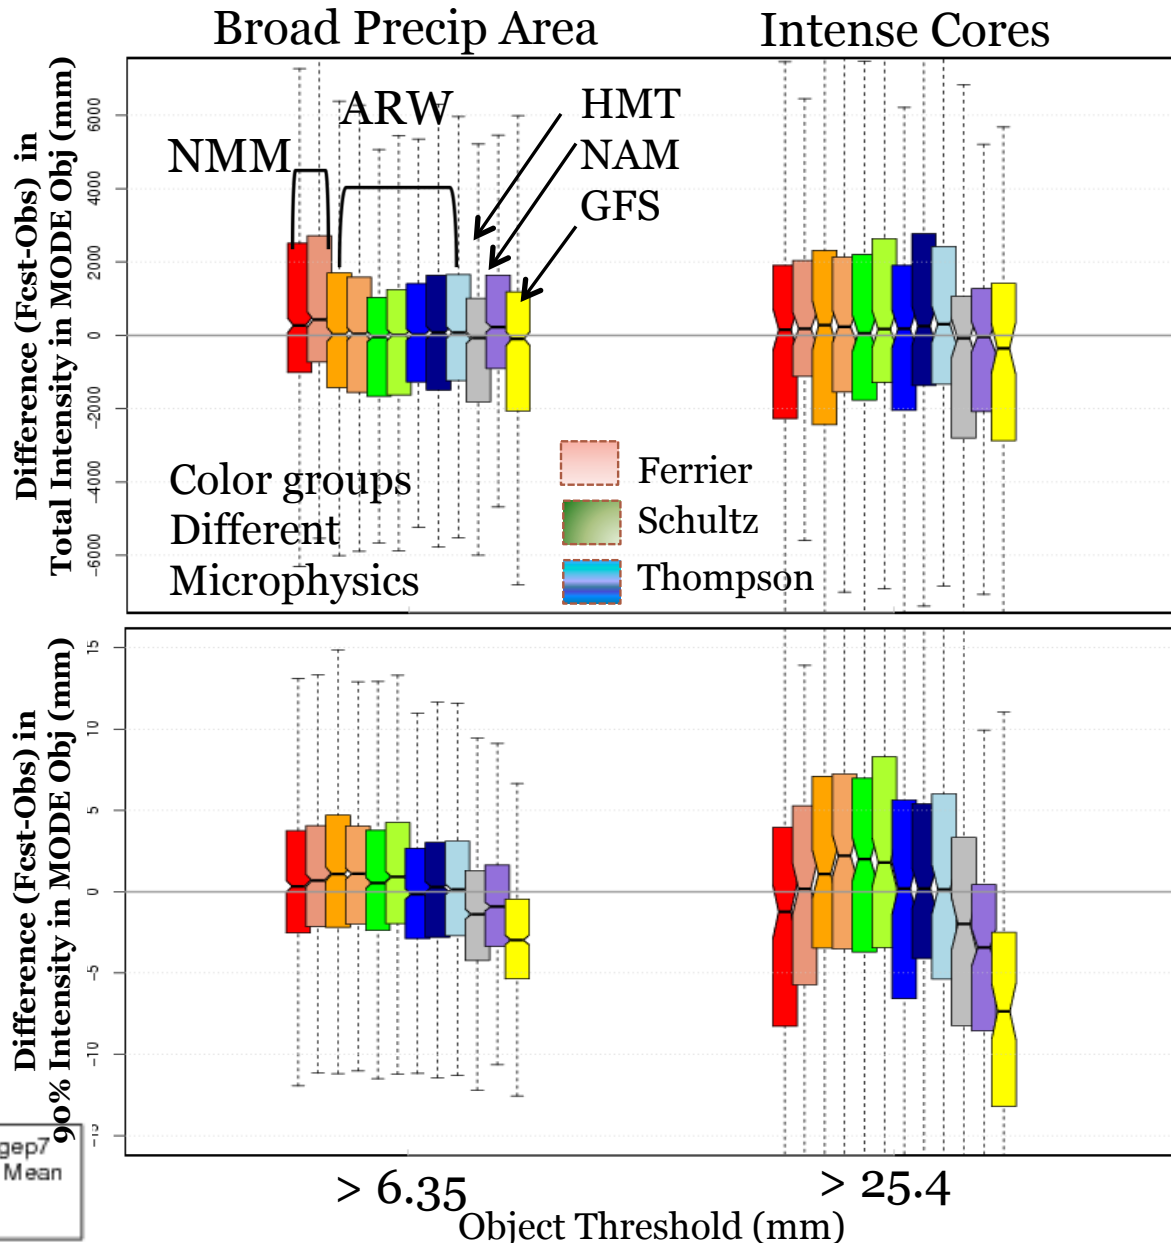 Broad Precip Area
Intense Cores
Difference (Fcst-Obs) in
Total Intensity in MODE Obj (mm)
6000
4000
2000
0
-2000
-4000
-6000
NMM
ARW
HMT
NAM
GFS
Color groups
Different
Microphysics
Ferrier
Schultz
Thompson
Difference (Fcst-Obs) in
90% Intensity in MODE Obj (mm)
15
10
5
0
-5
-10
gep7
Mean
> 6.35
> 25.4
Object Threshold (mm)